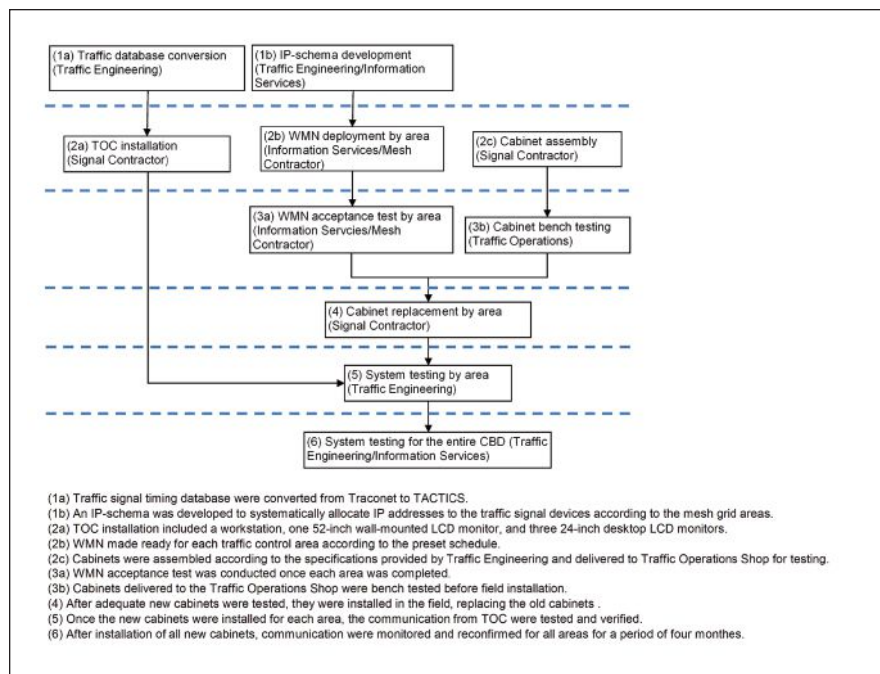 (1a) Traffic database conversion
(Traffic Engineering)
(1b) IP-schema development
(Traffic Engineering/Information
Services)
(2a) TOC installation
(Signal Contractor)
(2b) WMN deployment by area
(Information Services/Mesh
Contractor)
(2c) Cabinet assembly
(Signal Contractor)
(3a) WMN acceptance test by area
(Information Servcies/Mesh
Contractor)
(3b) Cabinet bench testing
(Traffic Operations)
(4) Cabinet replacement by area
(Signal Contractor)
(5) System testing by area
(Traffic Engineering)
(6) System testing for the entire CBD (Traffic
Engineering/Information Services)
(1a) Traffic signal timing database were converted from Traconet to TACTICS.
(1b) An IP-schema was developed to systematically allocate IP addresses to the traffic signal devices according to the mesh grid areas.
(2a) TOC installation included a workstation, one 52-inch wall-mounted LCD monitor, and three 24-inch desktop LCD monitors.
(2b) WMN made ready for each traffic control area according to the preset schedule.
(2c) Cabinets were assembled according to the specifications provided by Traffic Engineering and delivered to Traffic Operations Shop for testing.
(3a) WMN acceptance test was conducted once each area was completed.
(3b) Cabinets delivered to the Traffic Operations Shop were bench tested before field installation.
(4) After adequate new cabinets were tested, they were installed in the field, replacing the old cabinets .
(5) Once the new cabinets were installed for each area, the communication from TOC were tested and verified.
(6) After installation of all new cabinets, communication were monitored and reconfirmed for all areas for a period of four monthes.